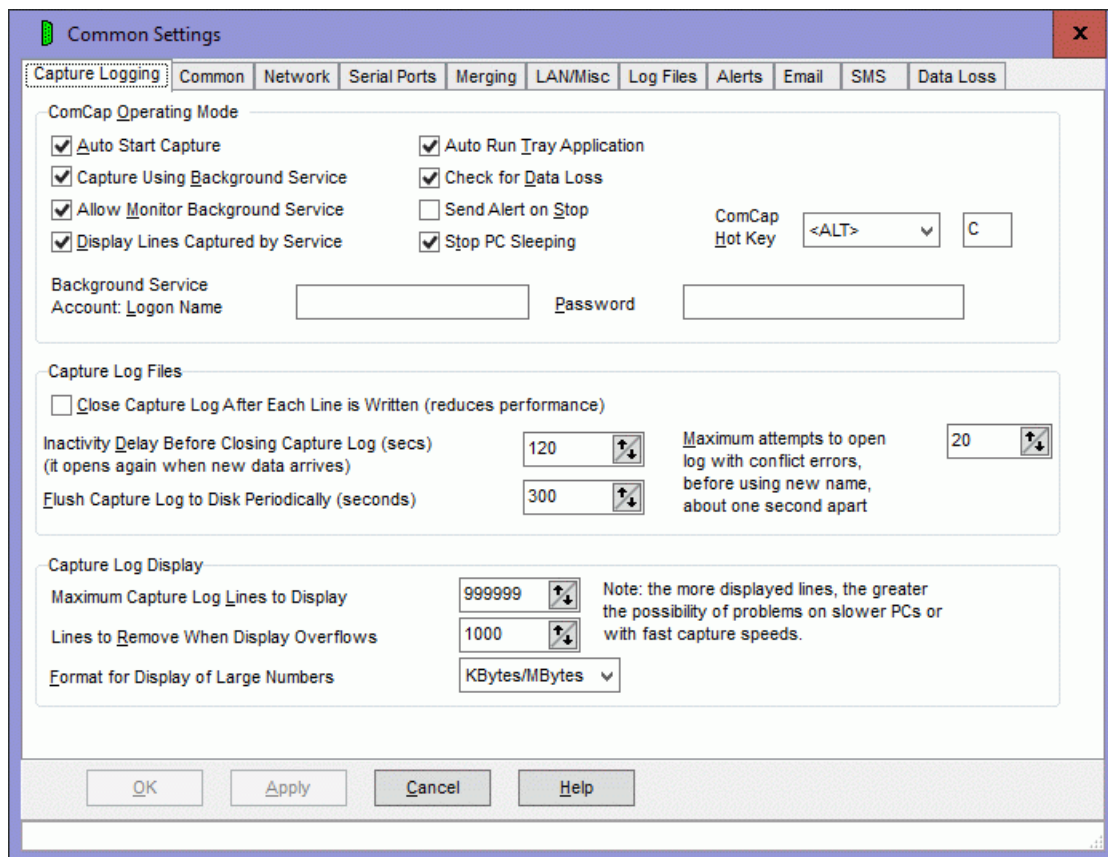 Common Settings
x
Capture Logging Common Network Serial Ports Merging LAN/Misc Log Files Alerts Email SMS Data Loss
ComCap Operating Mode
Auto Start Capture
Auto Run Tray Application
Capture Using Background Service
Check for Data Loss
Allow Monitor Background Service
Send Alert on Stop
Display Lines Captured by Service
Stop PC Sleeping
ComCap
Hot Key
<ALT>
C
Background Service
Account: Logon Name
Password
Capture Log Files
Close Capture Log After Each Line is Written (reduces performance)
Inactivity Delay Before Closing Capture Log (secs)
(it opens again when new data arrives)
120
Flush Capture Log to Disk Periodically (seconds)
300
Maximum attempts to open
log with conflict errors,
before using new name,
about one second apart
20
Capture Log Display
Maximum Capture Log Lines to Display
999999
Lines to Remove When Display Overflows
1000
Format for Display of Large Numbers
KBytes/MBytes
Note: the more displayed lines, the greater
the possibility of problems on slower PCs or
with fast capture speeds.
OK Apply Cancel Help